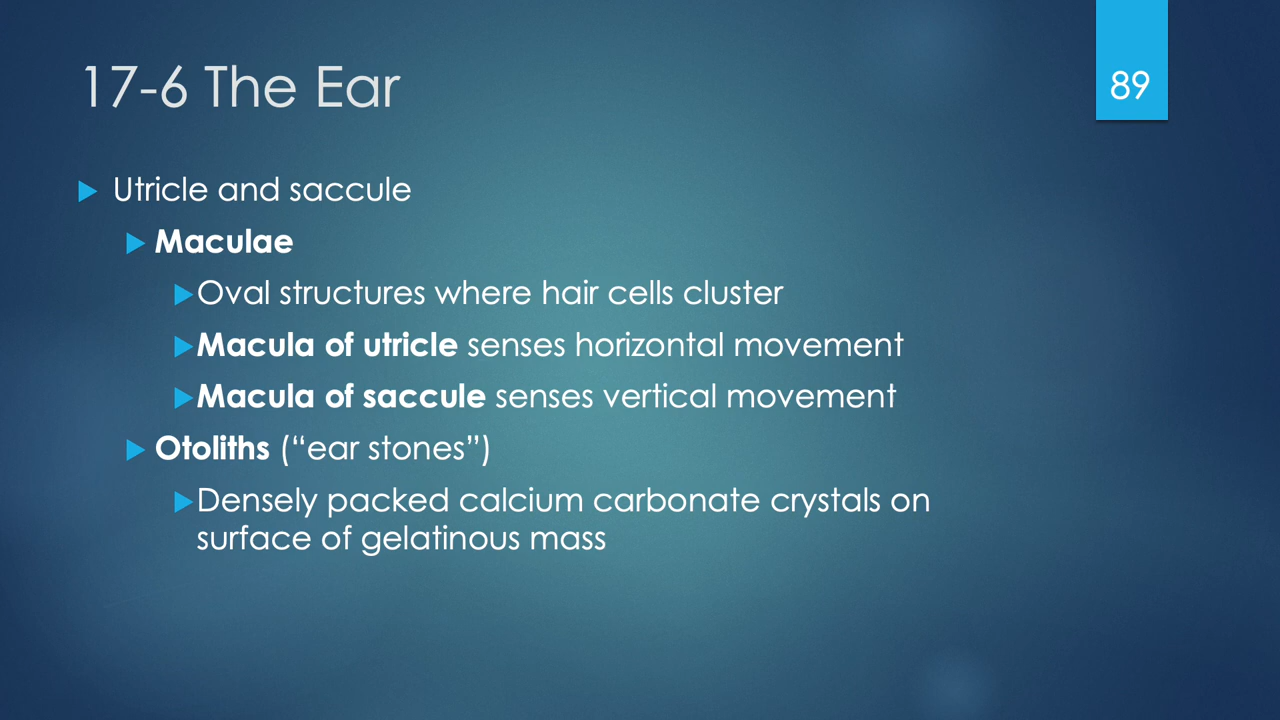 17-6 The Ear
89
Utricle and saccule
Maculae
Oval structures where hair cells cluster
Macula of utricle senses horizontal movement
Macula of saccule senses vertical movement
Otoliths (“ear stones”)
Densely packed calcium carbonate crystals on
surface of gelatinous mass